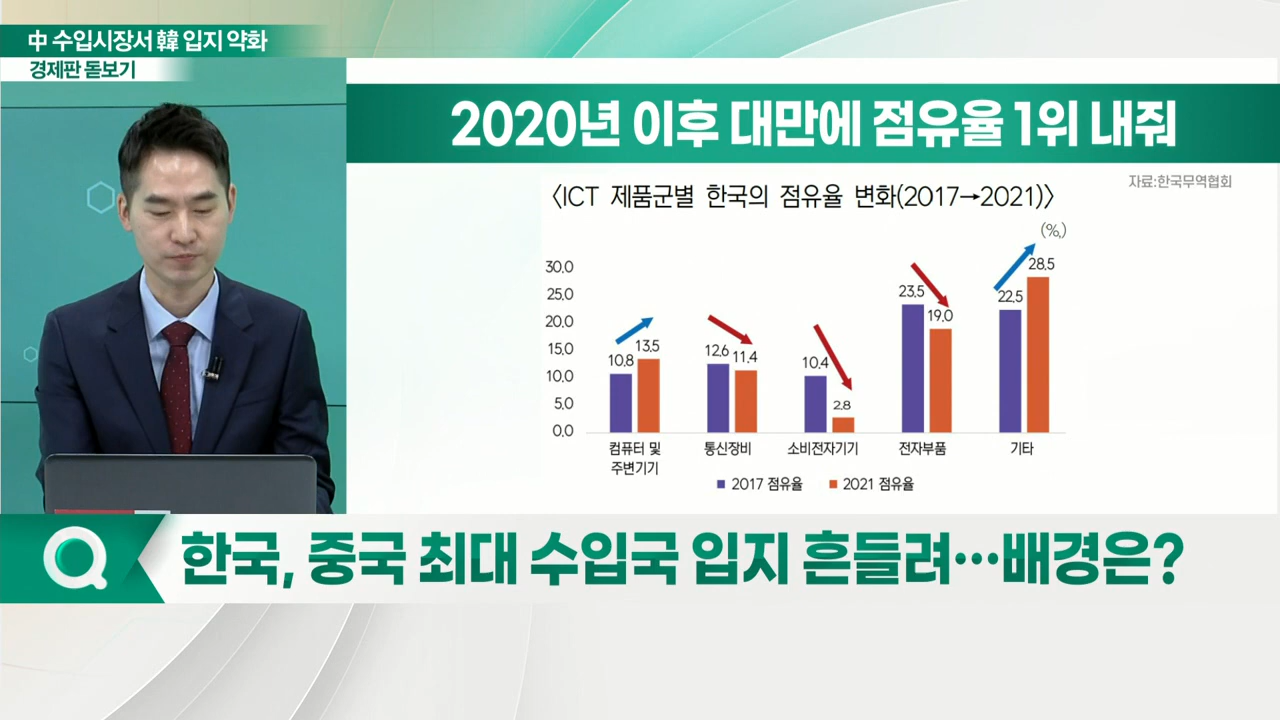 中 수입시장서 韓 입지 약화
경제판 돋보기
2020년 이후 대만에 점유율 1위 내줘
자료:한국무역협회
〈ICT 제품군별 한국의 점유율 변화(2017→2021)〉
(%,)
30.0
25.0
20.0
15.0
10.0
5.0
0.0
10.8
13.5
12.6
11.4
10.4
2.8
23.5
19.0
22.5
28.5
컴퓨터 및
주변기기
통신장비
소비전자기기
전자부품
기타
2017 점유율
2021 점유율
Q
한국, 중국 최대 수입국 입지 흔들려…배경은?